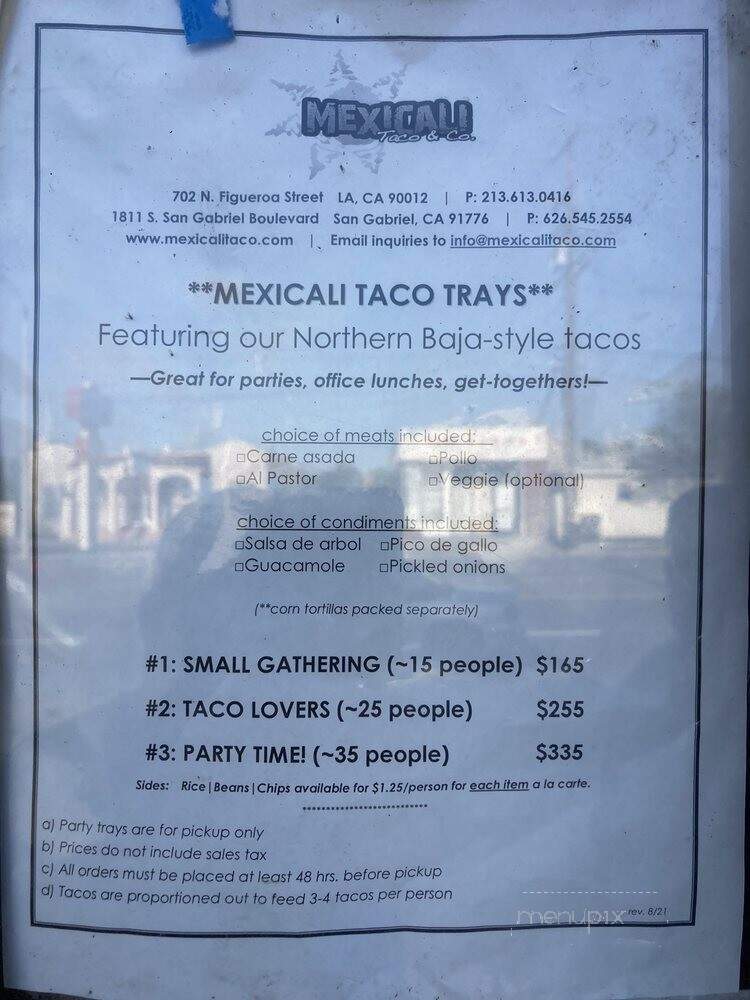 MEXICALI
Taco & Co.
702 N. Figueroa Street LA, CA 90012 | P: 213.613.0416
1811 S. San Gabriel Boulevard San Gabriel, CA 91776 | P: 626.545.2554
www.mexicalitaco.com | Email inquiries to info@mexicalitaco.com
**MEXICALI TACO TRAYS**
Featuring our Northern Baja-style tacos
—Great for parties, office lunches, get-togethers!—
choice of meats included:
□Carne asada □Pollo
□Al Pastor □Veggie (optional)
choice of condiments included:
□Salsa de arbol □Pico de gallo
□Guacamole □Pickled onions
(**corn tortillas packed separately)
#1: SMALL GATHERING (~15 people) $165
#2: TACO LOVERS (~25 people) $255
#3: PARTY TIME! (~35 people) $335
Sides: Rice|Beans|Chips available for $1.25/person for each item a la carte.
a) Party trays are for pickup only
b) Prices do not include sales tax
c) All orders must be placed at least 48 hrs. before pickup
d) Tacos are proportioned out to feed 3-4 tacos per person
rev. 8/21
menupix